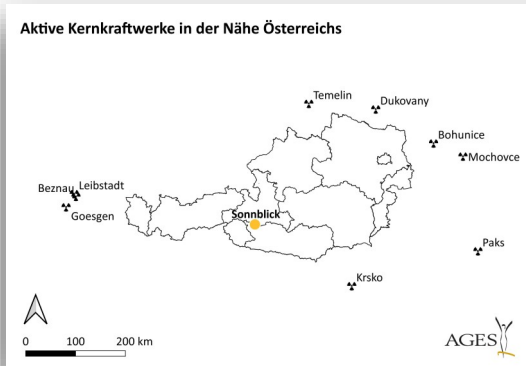 Aktive Kernkraftwerke in der Nähe Österreichs
Temelin
Dukovany
Bohunice
Mochovce
Beznau
Leibstadt
Goesgen
Sonnblick
Paks
Krsko
0 100 200 km
AGES